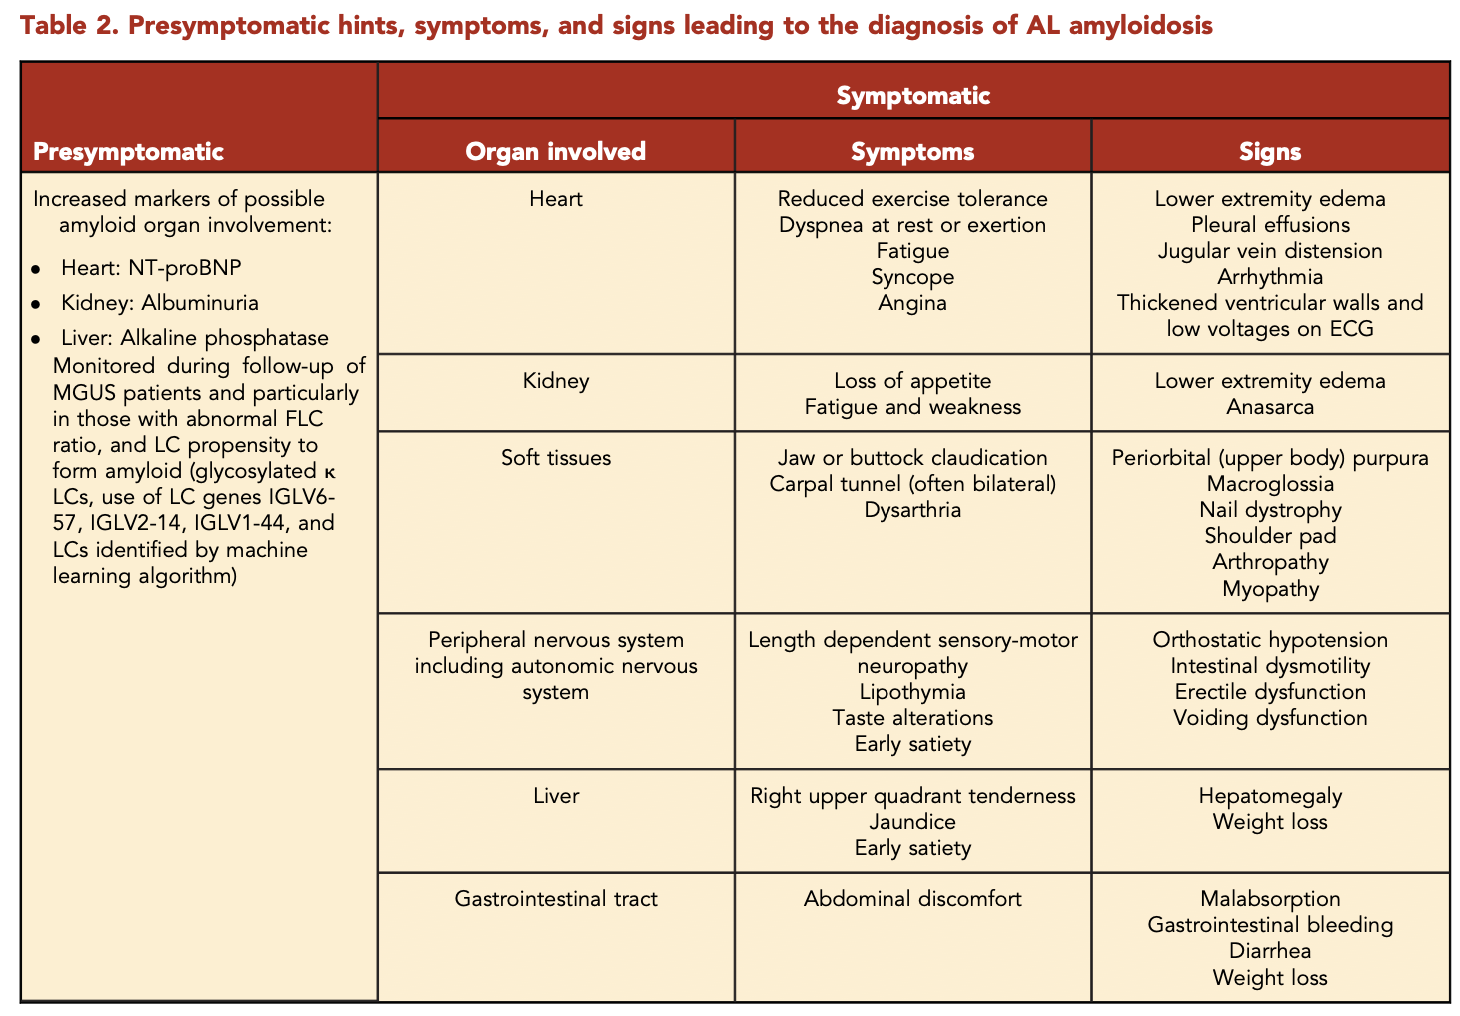 Table 2. Presymptomatic hints, symptoms, and signs leading to the diagnosis of AL amyloidosis
Presymptomatic
Symptomatic
Organ involved
Symptoms
Signs
Increased markers of possible
amyloid organ involvement:
• Heart: NT-proBNP
• Kidney: Albuminuria
• Liver: Alkaline phosphatase
Monitored during follow-up of
MGUS patients and particularly
in those with abnormal FLC
ratio, and LC propensity to
form amyloid (glycosylated κ
LCs, use of LC genes IGLV6-
57, IGLV2-14, IGLV1-44, and
LCs identified by machine
learning algorithm)
Heart
Reduced exercise tolerance
Dyspnea at rest or exertion
Fatigue
Syncope
Angina
Lower extremity edema
Pleural effusions
Jugular vein distension
Arrhythmia
Thickened ventricular walls and
low voltages on ECG
Kidney
Loss of appetite
Fatigue and weakness
Lower extremity edema
Anasarca
Soft tissues
Jaw or buttock claudication
Carpal tunnel (often bilateral)
Dysarthria
Periorbital (upper body) purpura
Macroglossia
Nail dystrophy
Shoulder pad
Arthropathy
Myopathy
Peripheral nervous system
including autonomic nervous
system
Length dependent sensory-motor
neuropathy
Lipothymia
Taste alterations
Early satiety
Orthostatic hypotension
Intestinal dysmotility
Erectile dysfunction
Voiding dysfunction
Liver
Right upper quadrant tenderness
Jaundice
Early satiety
Hepatomegaly
Weight loss
Gastrointestinal tract
Abdominal discomfort
Malabsorption
Gastrointestinal bleeding
Diarrhea
Weight loss